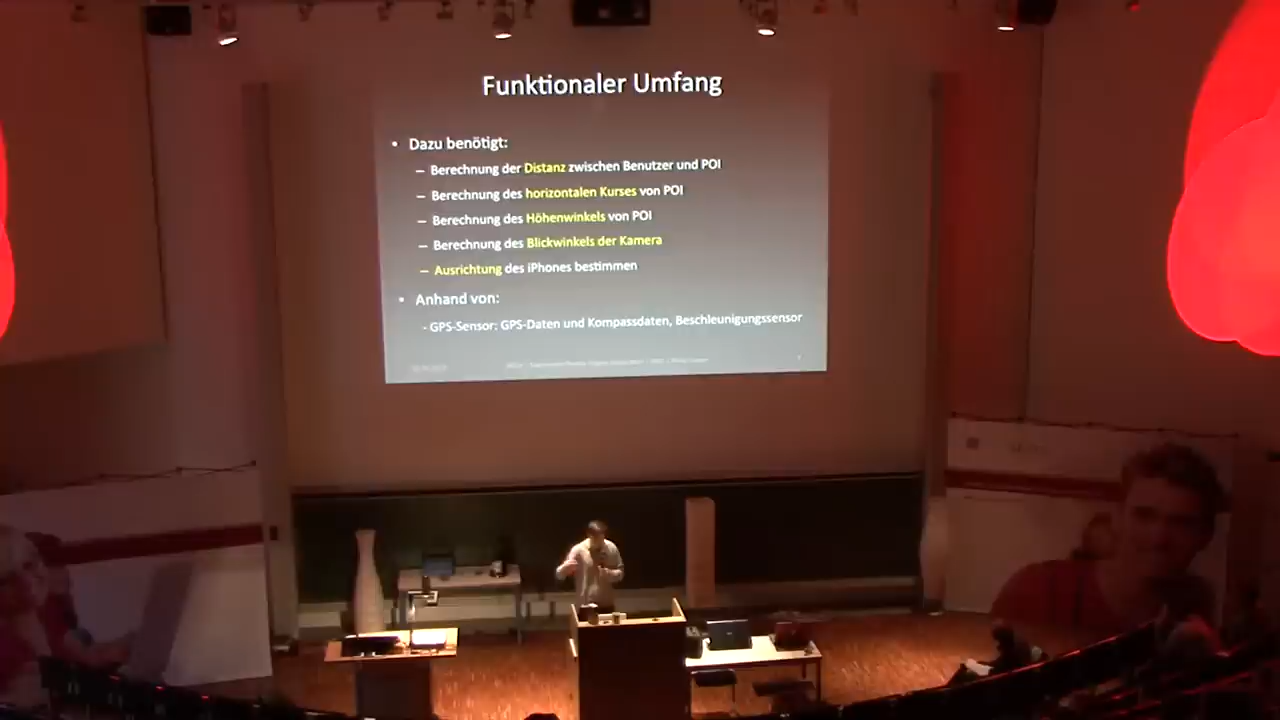 Funktionaler Umfang
• Dazu benötigt:
– Berechnung der Distanz zwischen Benutzer und POI
– Berechnung des horizontalen Kurses von POI
– Berechnung des Höhenwinkels von POI
– Berechnung des Blickwinkels der Kamera
– Ausrichtung des iPhones bestimmen
• Anhand von:
- GPS-Sensor: GPS-Daten und Kompassdaten, Beschleunigungssensor